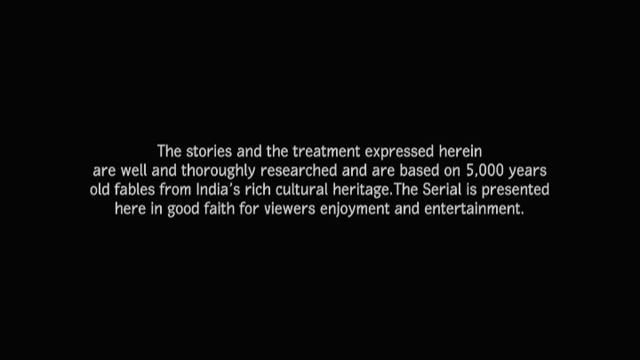 The stories and the treatment expressed herein
are well and thoroughly researched and are based on 5,000 years
old fables from India's rich cultural heritage.The Serial is presented
here in good faith for viewers enjoyment and entertainment.